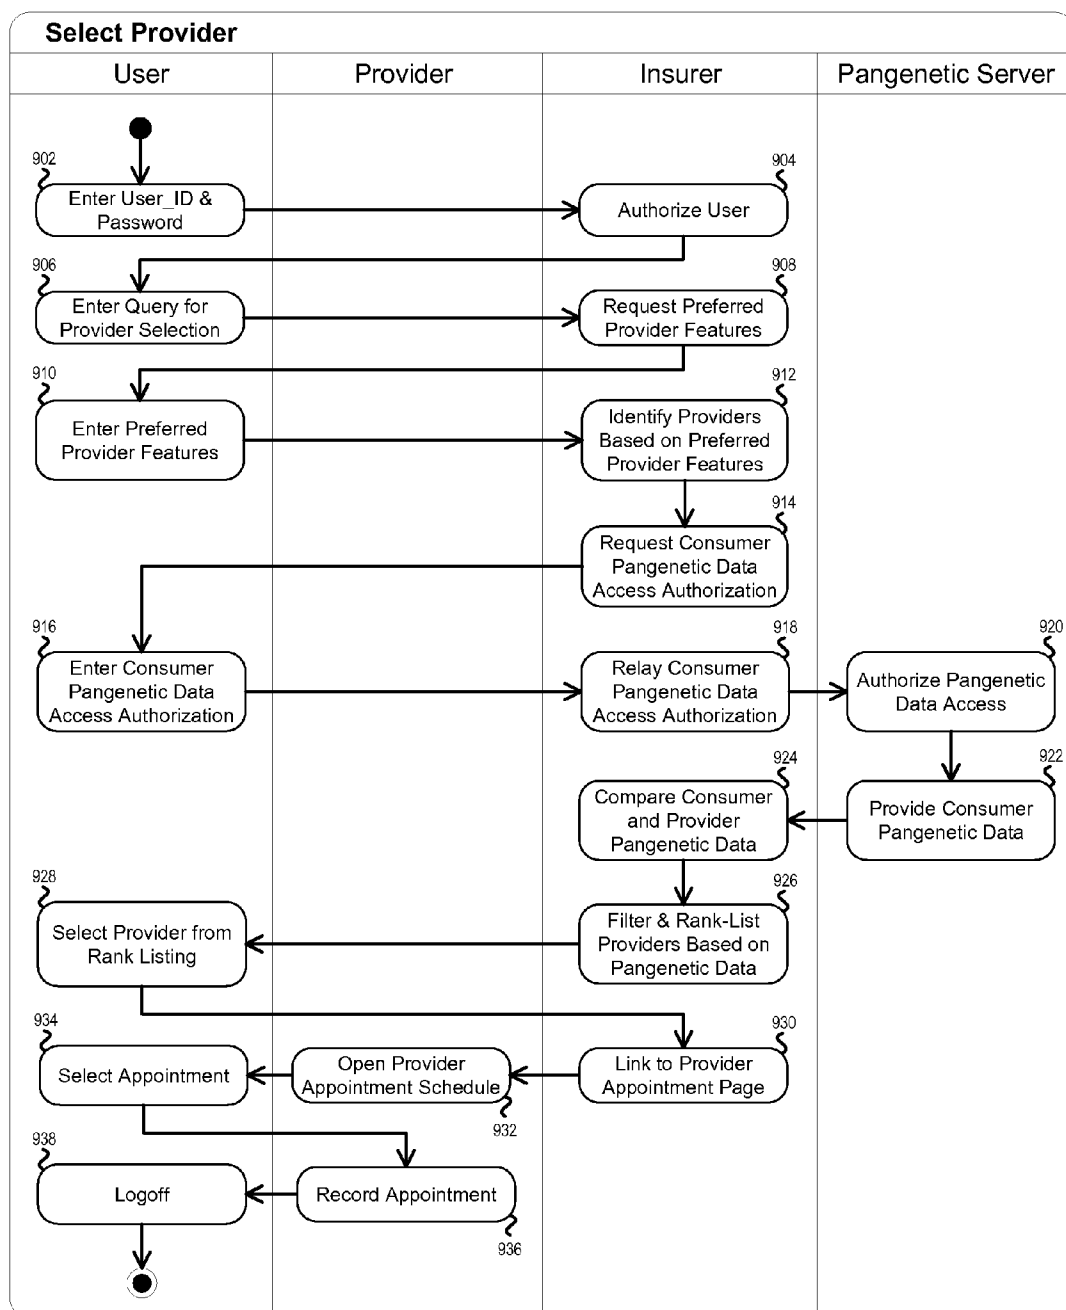 Select Provider
User
Provider
Insurer
Pangenetic Server
902
904
Enter User_ID &
Password
Authorize User
906
908
Enter Query for
Provider Selection
Request Preferred
Provider Features
910
912
Enter Preferred
Provider Features
Identify Providers
Based on Preferred
Provider Features
914
Request Consumer
Pangenetic Data
Access Authorization
916
918
920
Enter Consumer
Pangenetic Data
Access Authorization
Relay Consumer
Pangenetic Data
Access Authorization
Authorize Pangenetic
Data Access
924
922
Compare Consumer
and Provider
Pangenetic Data
Provide Consumer
Pangenetic Data
928
926
Select Provider from
Rank Listing
Filter & Rank-List
Providers Based on
Pangenetic Data
934
930
Select Appointment
Open Provider
Appointment Schedule
Link to Provider
Appointment Page
932
938
Logoff
Record Appointment
936